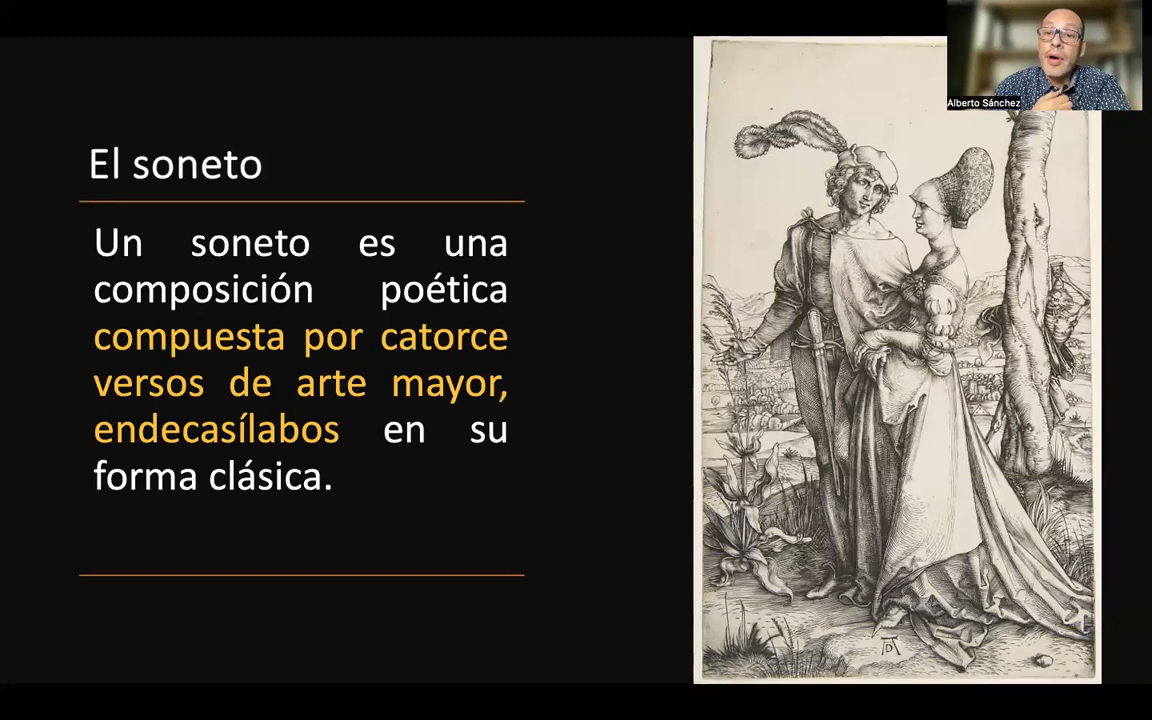 Alberto Sánchez
El soneto
Un soneto es una
composición poética
compuesta por catorce
versos de arte mayor,
endecasílabos en su
forma clásica.
AD